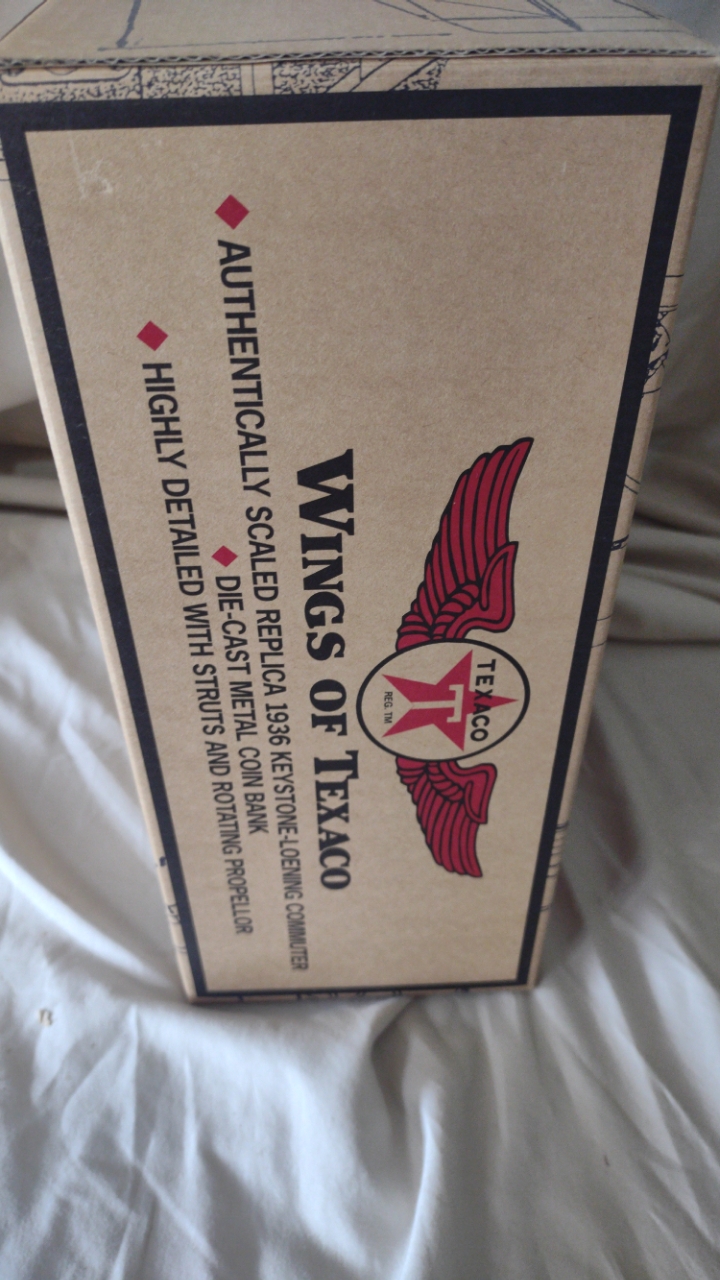 TEXACO
REG. TM
WINGS OF TEXACO
AUTHENTICALLY SCALED REPLICA 1936 KEYSTONE-LOENING COMMUTER
DIE-CAST METAL COIN BANK
HIGHLY DETAILED WITH STRUTS AND ROTATING PROPELLOR